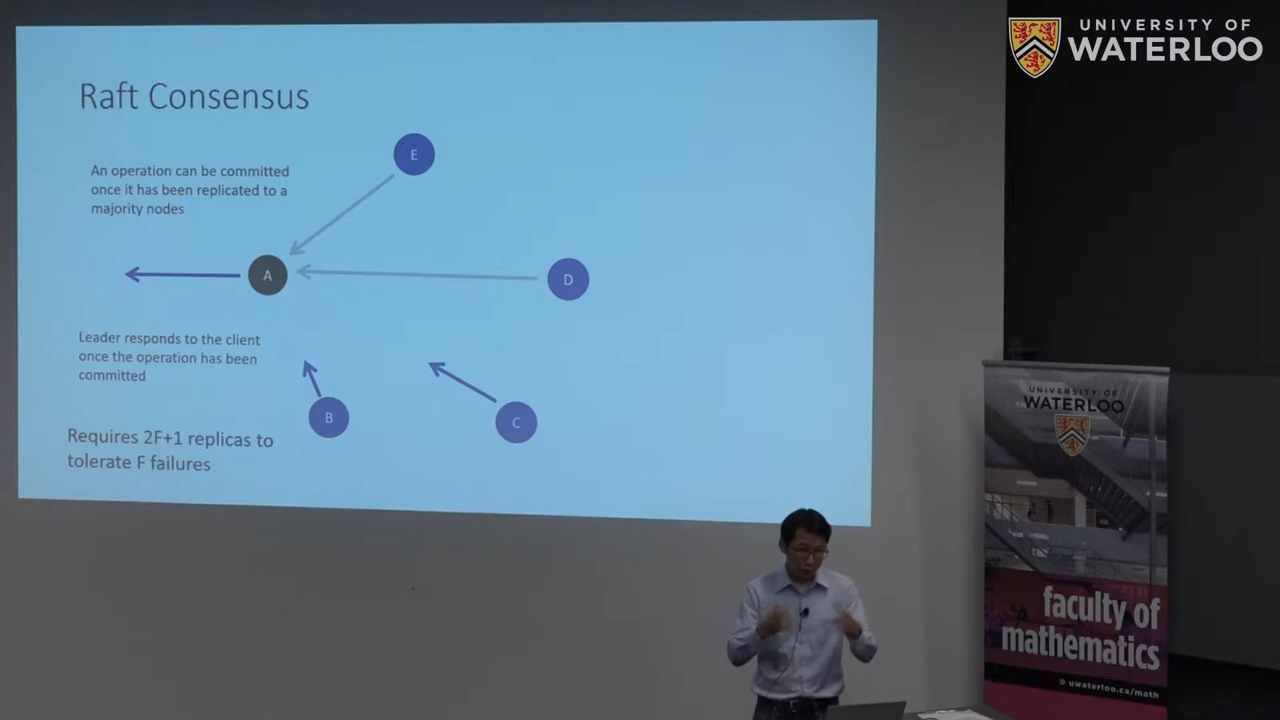 UNIVERSITY OF
WATERLOO
Raft Consensus
An operation can be committed
once it has been replicated to a
majority nodes
E
A
D
Leader responds to the client
once the operation has been
committed
B
C
Requires 2F+1 replicas to
tolerate F failures
UNIVERSITY OF
WATERLOO
faculty of
mathematics
» uwaterloo.ca/math